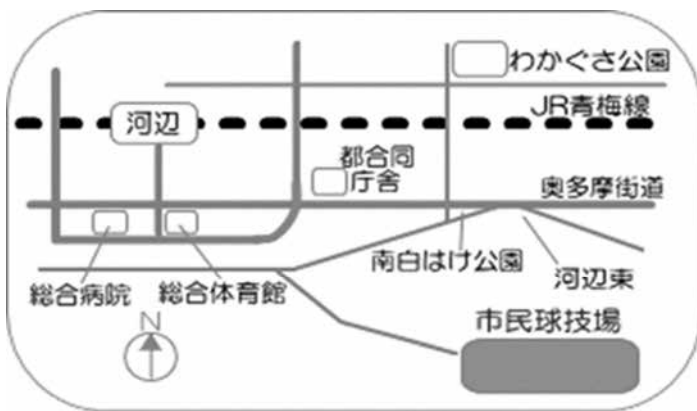 わかぐさ公園
JR青梅線
河辺
都合同
庁舎
奥多摩街道
南白はけ公園
河辺東
総合病院
総合体育館
N
市民球技場